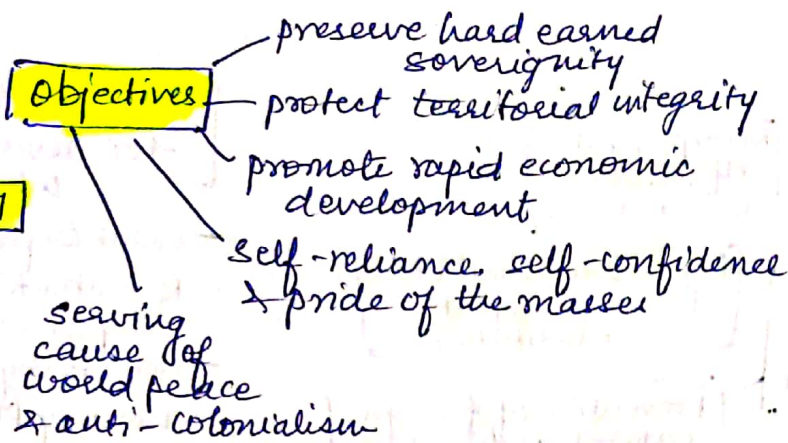 preserve hard earned
soverignity
Objectives
protect territorial integrity
promote rapid economic
development
self-reliance, self-confidence
& pride of the masses
serving
cause of
world peace
& anti-colonialism